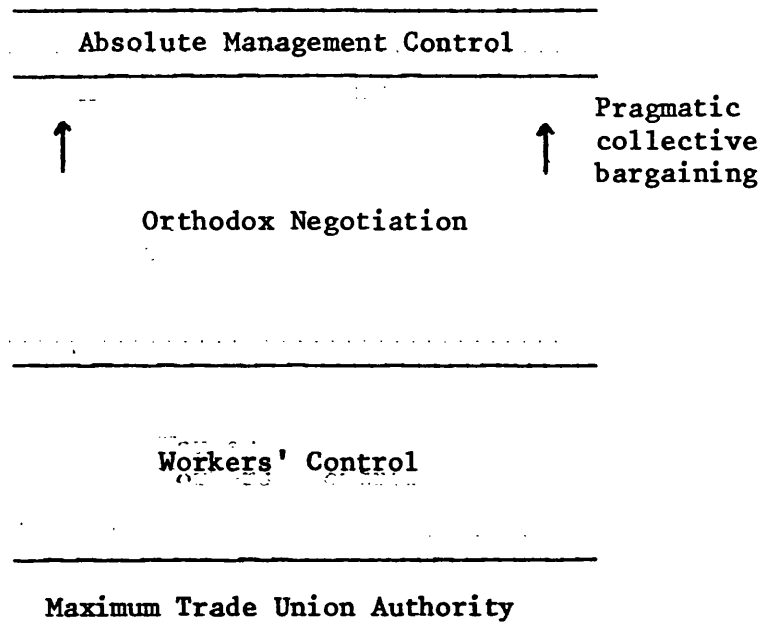 Absolute Management Control
Pragmatic
collective
bargaining
Orthodox Negotiation
Workers' Control
Maximum Trade Union Authority